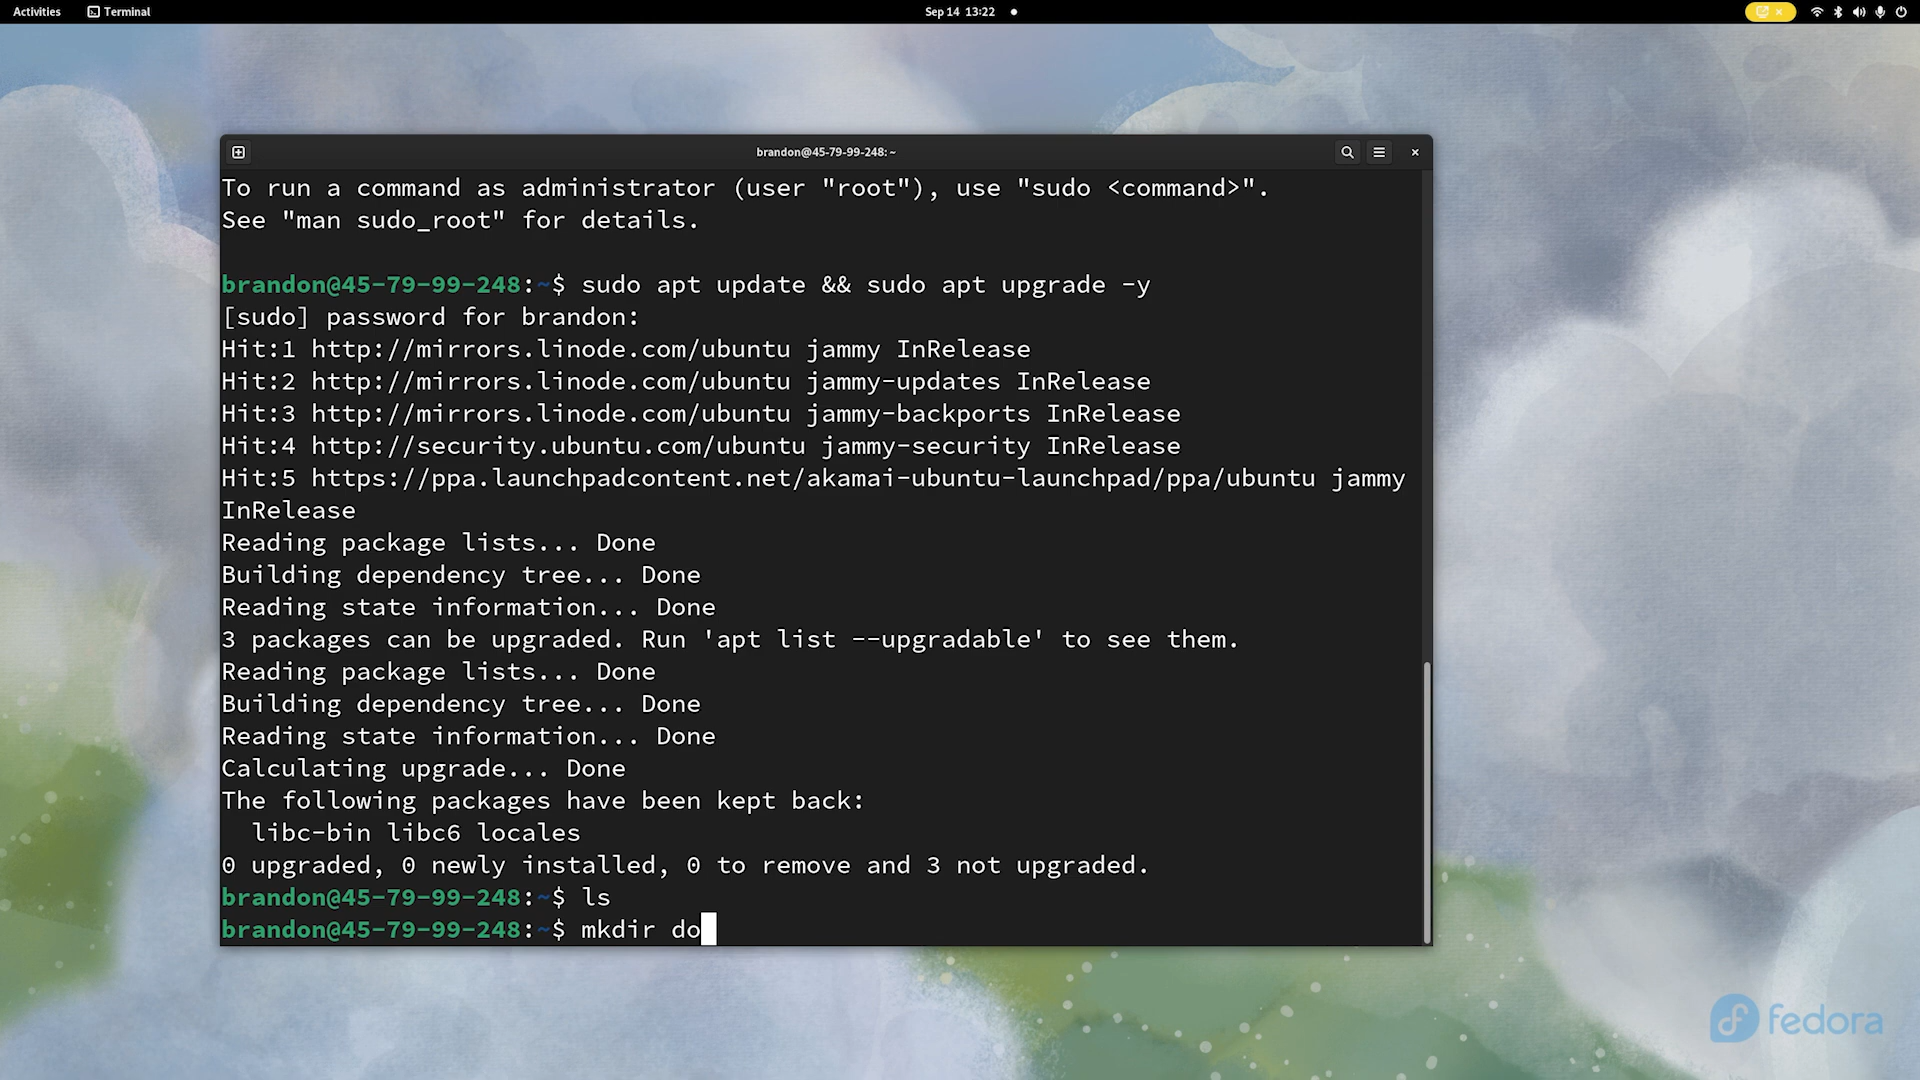 Activities
Terminal
Sep 14 13:22
brandon@45-79-99-248: ~
To run a command as administrator (user "root"), use "sudo <command>".
See "man sudo_root" for details.
brandon@45-79-99-248:~$ sudo apt update && sudo apt upgrade -y
[sudo] password for brandon:
Hit:1 http://mirrors.linode.com/ubuntu jammy InRelease
Hit:2 http://mirrors.linode.com/ubuntu jammy-updates InRelease
Hit:3 http://mirrors.linode.com/ubuntu jammy-backports InRelease
Hit:4 http://security.ubuntu.com/ubuntu jammy-security InRelease
Hit:5 https://ppa.launchpadcontent.net/akamai-ubuntu-launchpad/ppa/ubuntu jammy
InRelease
Reading package lists... Done
Building dependency tree... Done
Reading state information... Done
3 packages can be upgraded. Run 'apt list --upgradable' to see them.
Reading package lists... Done
Building dependency tree... Done
Reading state information... Done
Calculating upgrade... Done
The following packages have been kept back:
  libc-bin libc6 locales
0 upgraded, 0 newly installed, 0 to remove and 3 not upgraded.
brandon@45-79-99-248:~$ ls
brandon@45-79-99-248:~$ mkdir do
fedora